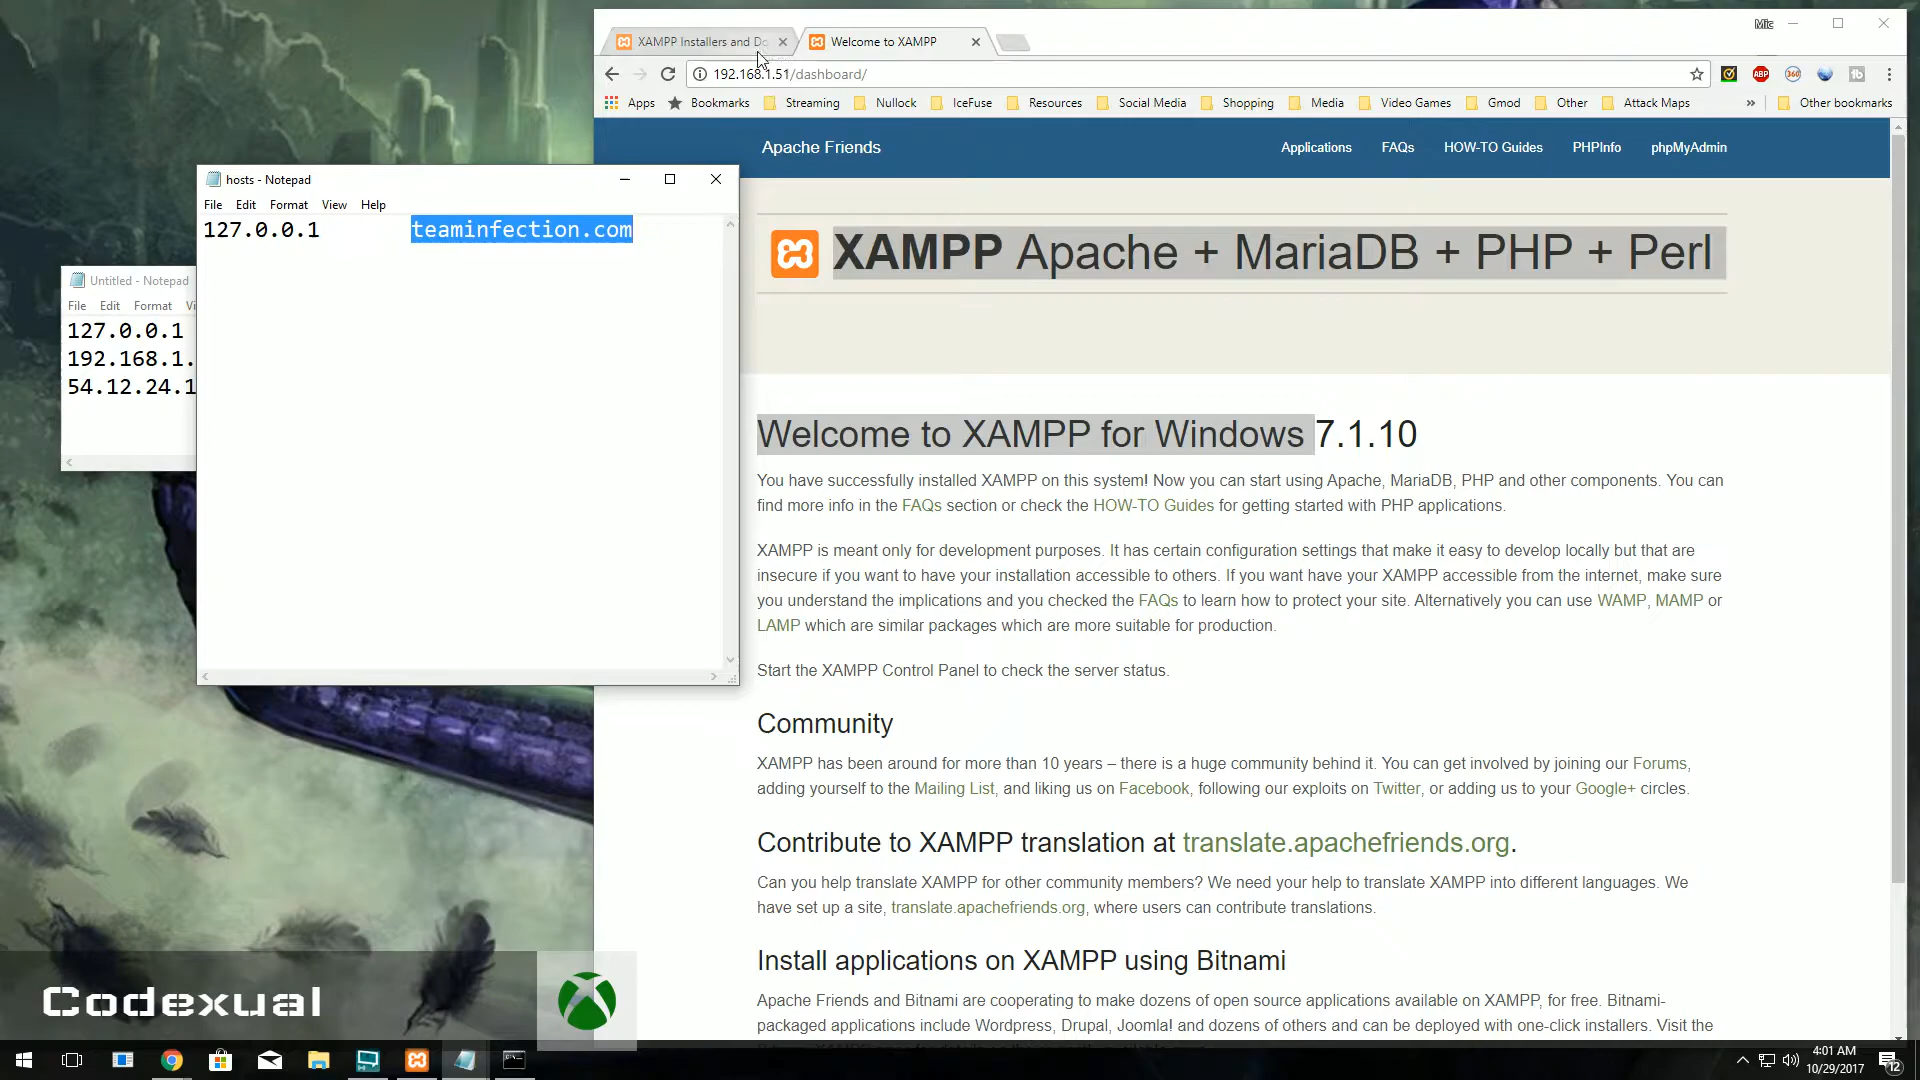 XAMPP Installers and Do
Welcome to XAMPP
Mic
192.168.1.51/dashboard/
Apps
Bookmarks
Streaming
Nullock
IceFuse
Resources
Social Media
Shopping
Media
Video Games
Gmod
Other
Attack Maps
»
Other bookmarks
Apache Friends
Applications
FAQs
HOW-TO Guides
PHPInfo
phpMyAdmin
hosts - Notepad
File Edit Format View Help
127.0.0.1 teaminfection.com
Untitled - Notepad
File Edit Format Vi
127.0.0.1
192.168.1.
54.12.24.1
XAMPP Apache + MariaDB + PHP + Perl
Welcome to XAMPP for Windows 7.1.10
You have successfully installed XAMPP on this system! Now you can start using Apache, MariaDB, PHP and other components. You can
find more info in the FAQs section or check the HOW-TO Guides for getting started with PHP applications.
XAMPP is meant only for development purposes. It has certain configuration settings that make it easy to develop locally but that are
insecure if you want to have your installation accessible to others. If you want have your XAMPP accessible from the internet, make sure
you understand the implications and you checked the FAQs to learn how to protect your site. Alternatively you can use WAMP, MAMP or
LAMP which are similar packages which are more suitable for production.
Start the XAMPP Control Panel to check the server status.
Community
XAMPP has been around for more than 10 years – there is a huge community behind it. You can get involved by joining our Forums,
adding yourself to the Mailing List, and liking us on Facebook, following our exploits on Twitter, or adding us to your Google+ circles.
Contribute to XAMPP translation at translate.apachefriends.org.
Can you help translate XAMPP for other community members? We need your help to translate XAMPP into different languages. We
have set up a site, translate.apachefriends.org, where users can contribute translations.
Install applications on XAMPP using Bitnami
Apache Friends and Bitnami are cooperating to make dozens of open source applications available on XAMPP, for free. Bitnami-
packaged applications include Wordpress, Drupal, Joomla! and dozens of others and can be deployed with one-click installers. Visit the
Codexual
4:01 AM
10/29/2017
12
ABP
360